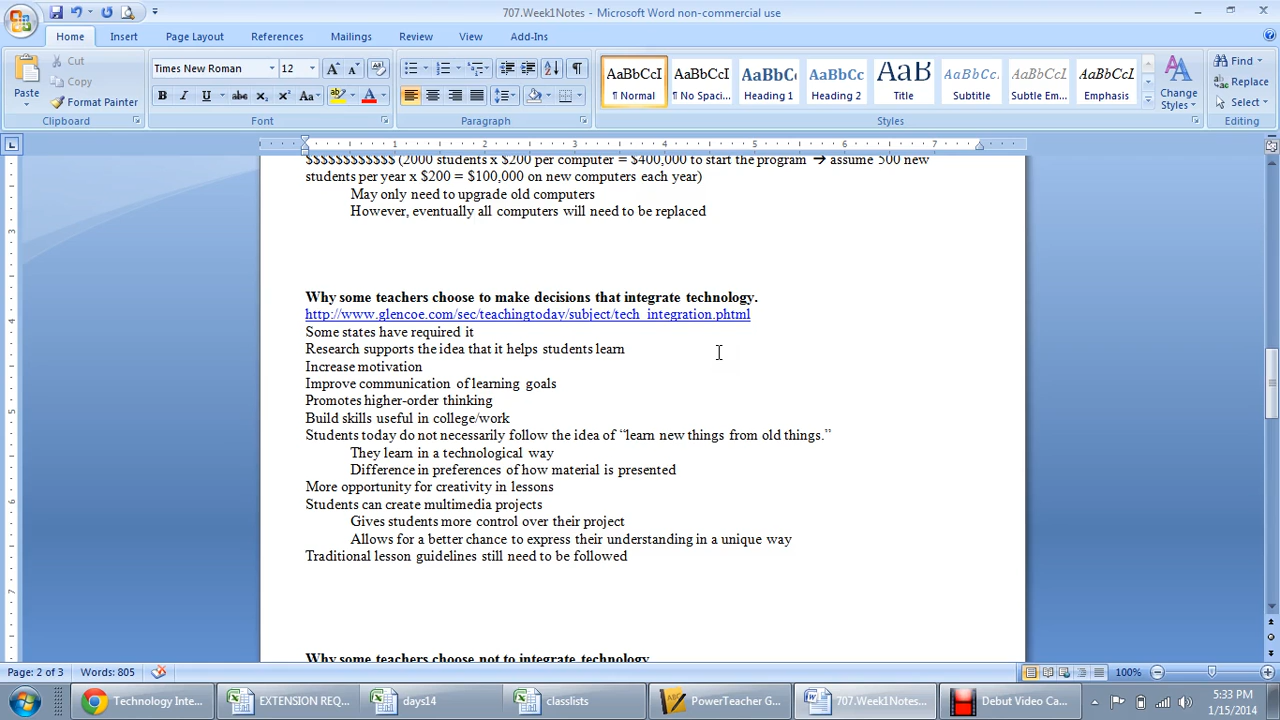 707.Week1Notes - Microsoft Word non-commercial use
Home Insert Page Layout References Mailings Review View Add-Ins
Paste
Cut
Copy
Format Painter
Clipboard
Times New Roman 12
Font
Paragraph
AaBbCcI AaBbCcI AaBbC( AaBbCc AaB AaBbCcI AaBbCcI AaBbCcI
¶ Normal ¶ No Spaci... Heading 1 Heading 2 Title Subtitle Subtle Em... Emphasis
Change Styles
Styles
Find
Replace
Select
Editing
1 2 3 4 5 6 7
$$$$$$$$$$$$ (2000 students x $200 per computer = $400,000 to start the program → assume 500 new
students per year x $200 = $100,000 on new computers each year)
May only need to upgrade old computers
However, eventually all computers will need to be replaced
Why some teachers choose to make decisions that integrate technology.
http://www.glencoe.com/sec/teachingtoday/subject/tech_integration.phtml
Some states have required it
Research supports the idea that it helps students learn
Increase motivation
Improve communication of learning goals
Promotes higher-order thinking
Build skills useful in college/work
Students today do not necessarily follow the idea of “learn new things from old things.”
They learn in a technological way
Difference in preferences of how material is presented
More opportunity for creativity in lessons
Students can create multimedia projects
Gives students more control over their project
Allows for a better chance to express their understanding in a unique way
Traditional lesson guidelines still need to be followed
Why some teachers choose not to integrate technology
Page: 2 of 3 Words: 805 100%
Technology Inte... EXTENSION REQ... days14 classlists PowerTeacher G... 707.Week1Notes... Debut Video Ca...
5:33 PM
1/15/2014